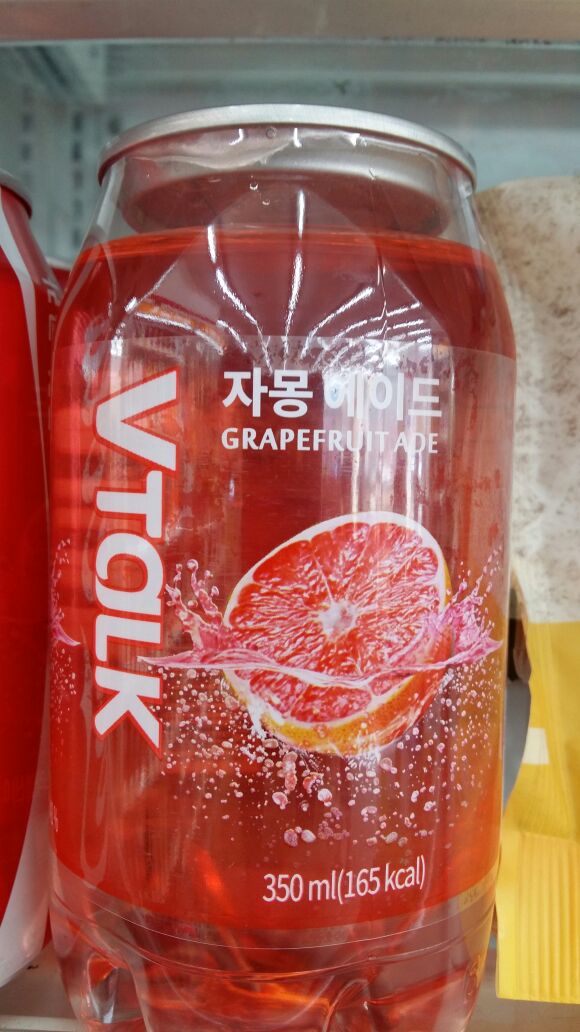 VTALK
자몽 에이드
GRAPEFRUIT ADE
350 ml(165 kcal)